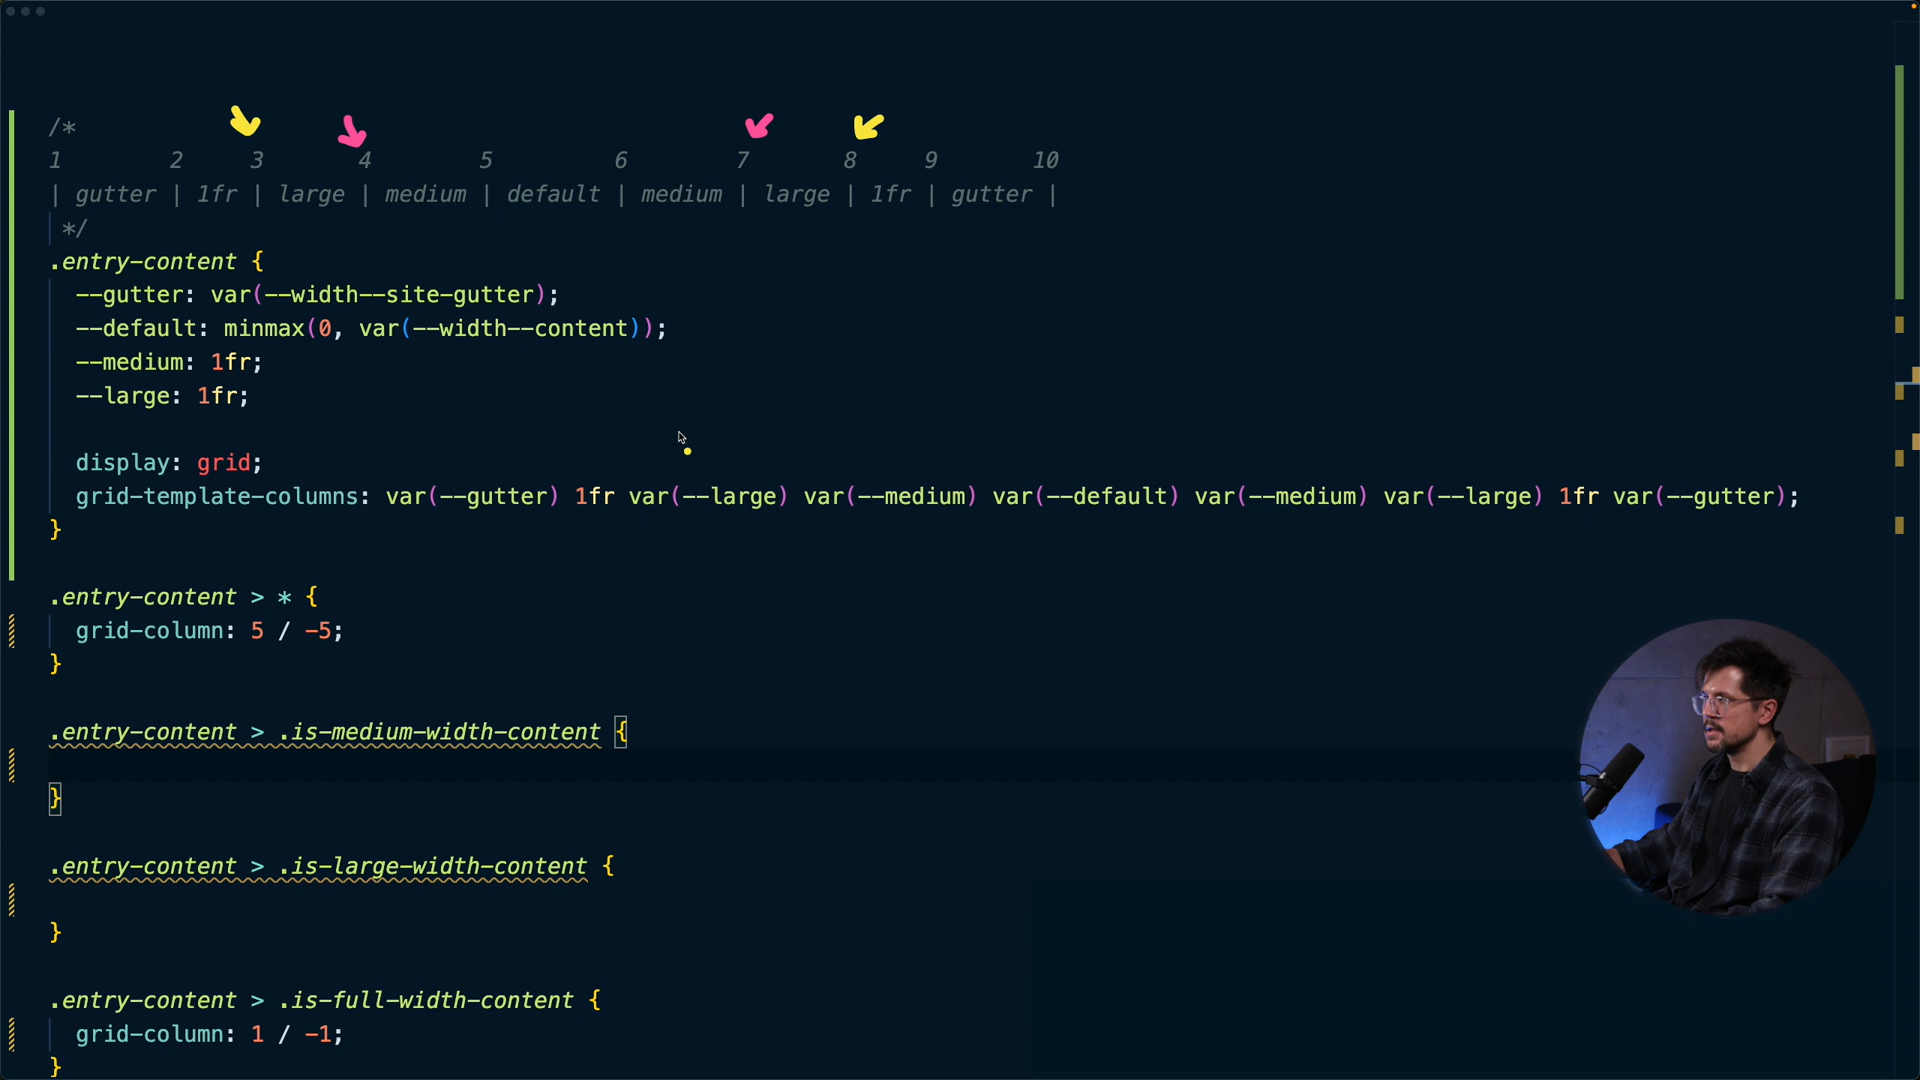 /*
1 2 3 4 5 6 7 8 9 10
| gutter | 1fr | large | medium | default | medium | large | 1fr | gutter |
*/
.entry-content {
--gutter: var(--width--site-gutter);
--default: minmax(0, var(--width--content));
--medium: 1fr;
--large: 1fr;
display: grid;
grid-template-columns: var(--gutter) 1fr var(--large) var(--medium) var(--default) var(--medium) var(--large) 1fr var(--gutter);
}
.entry-content > * {
grid-column: 5 / -5;
}
.entry-content > .is-medium-width-content {
}
.entry-content > .is-large-width-content {
}
.entry-content > .is-full-width-content {
grid-column: 1 / -1;
}